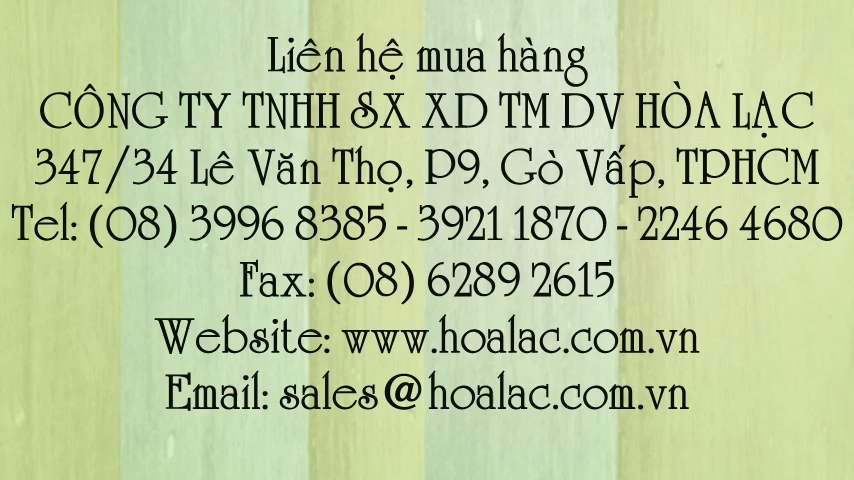 Liên hệ mua hàng
CÔNG TY TNHH SX XD TM DV HÒA LẠC
347/34 Lê Văn Thọ, P9, Gò Vấp, TPHCM
Tel: (08) 3996 8385 - 3921 1870 - 2246 4680
Fax: (08) 6289 2615
Website: www.hoalac.com.vn
Email: sales@hoalac.com.vn